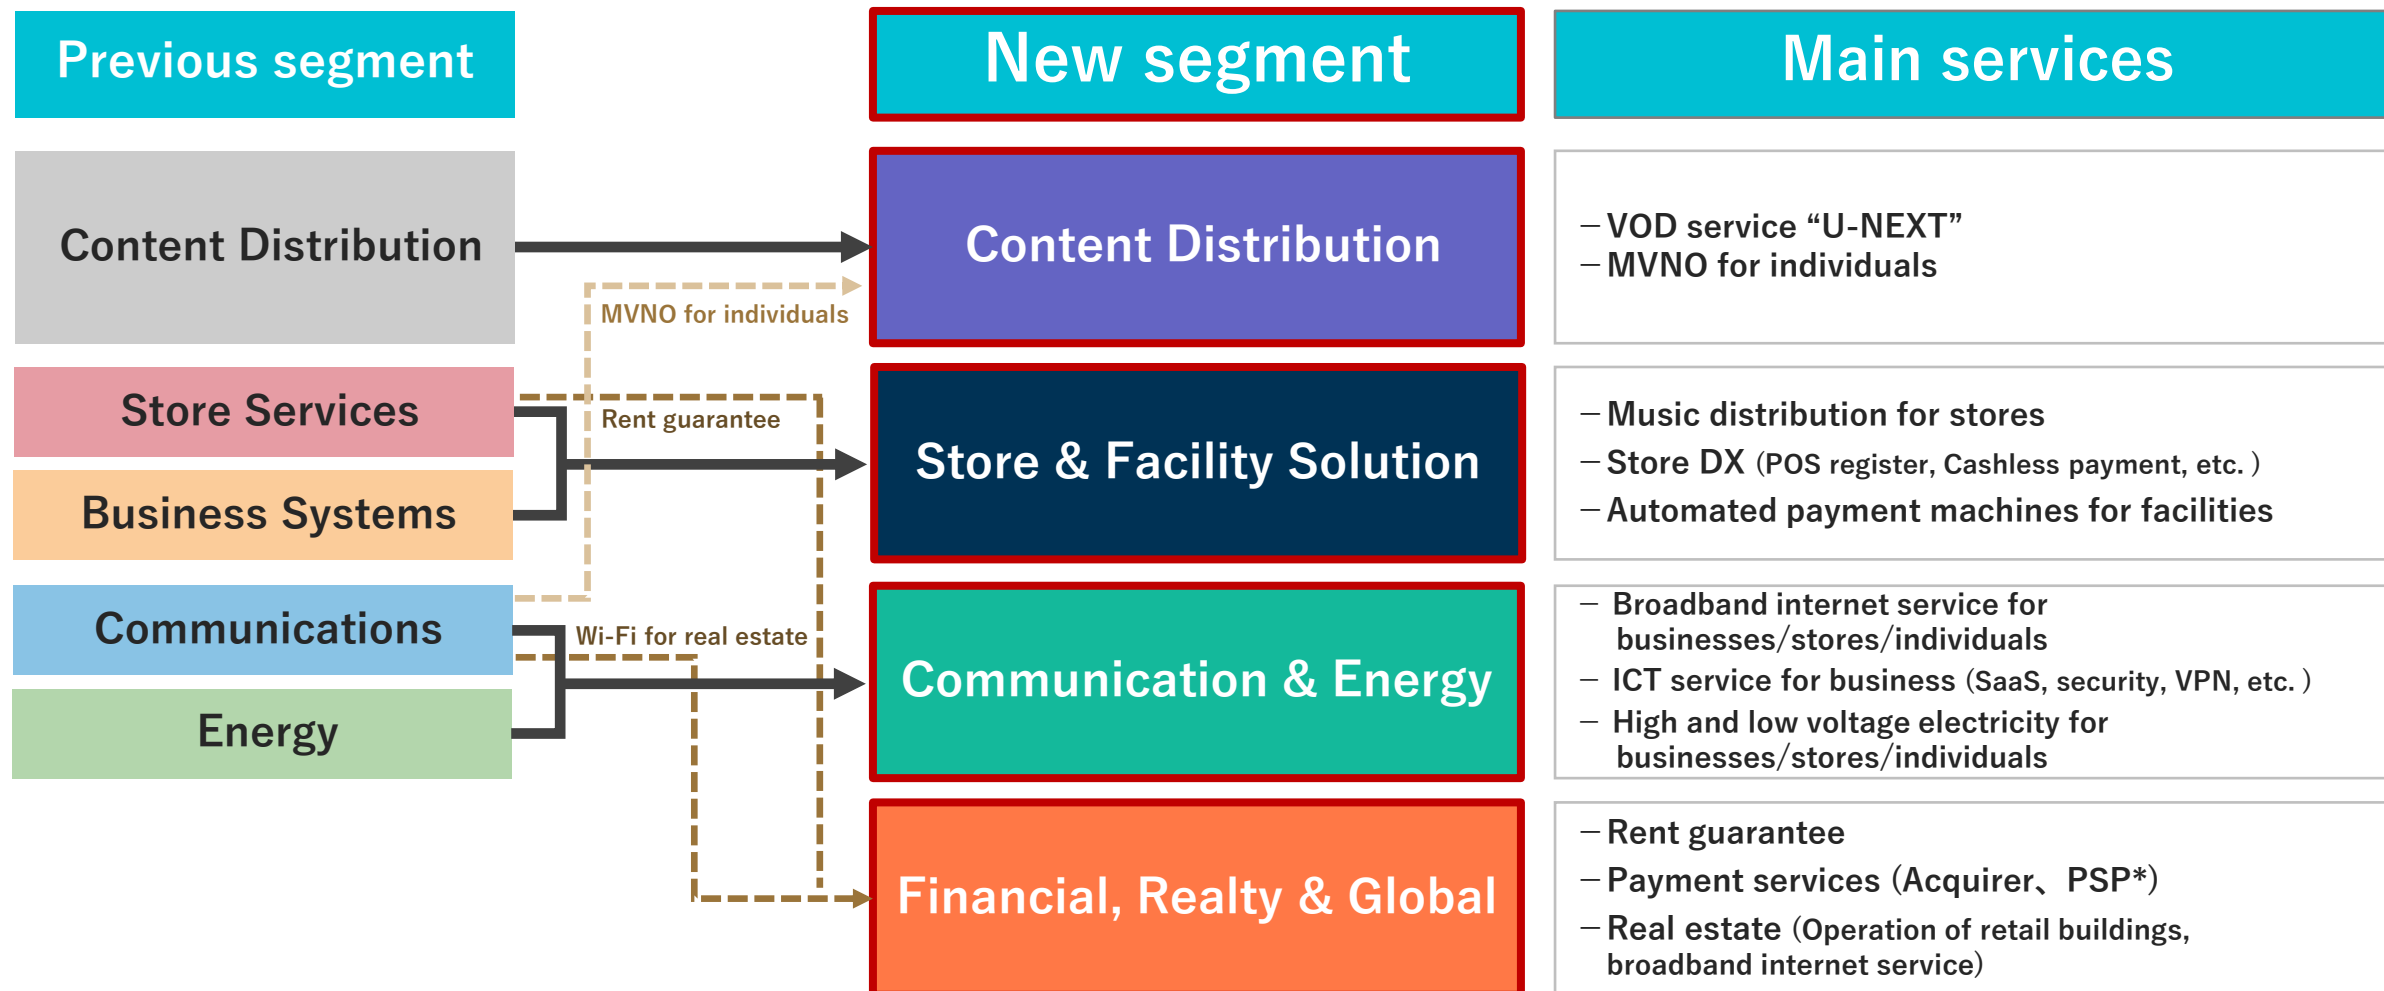 Previous segment
New segment
Main services
Content Distribution
MVNO for individuals
Content Distribution
– VOD service “U-NEXT”
– MVNO for individuals
Store Services
Business Systems
Rent guarantee
Store & Facility Solution
– Music distribution for stores
– Store DX (POS register, Cashless payment, etc. )
– Automated payment machines for facilities
Communications
Energy
Wi-Fi for real estate
Communication & Energy
– Broadband internet service for
businesses/stores/individuals
– ICT service for business (SaaS, security, VPN, etc. )
– High and low voltage electricity for
businesses/stores/individuals
Financial, Realty & Global
– Rent guarantee
– Payment services (Acquirer、PSP*)
– Real estate (Operation of retail buildings,
broadband internet service)